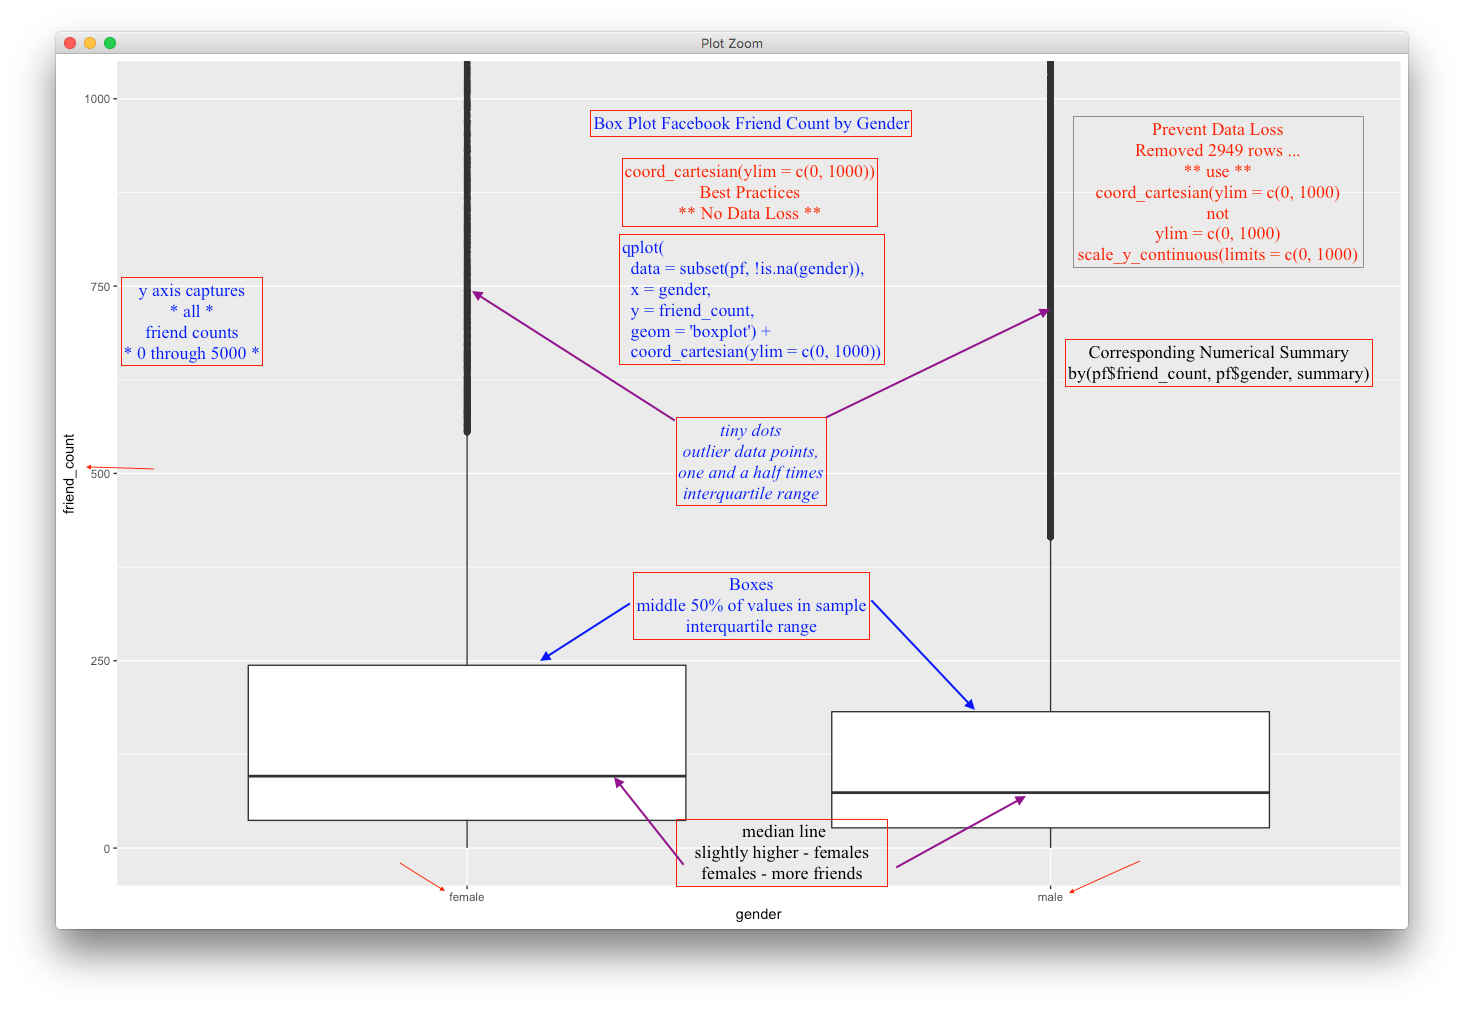 Plot Zoom
Box Plot Facebook Friend Count by Gender
coord_cartesian(ylim = c(0, 1000))
Best Practices
** No Data Loss **
Prevent Data Loss
Removed 2949 rows ...
** use **
coord_cartesian(ylim = c(0, 1000)
not
ylim = c(0, 1000)
scale_y_continuous(limits = c(0, 1000)
qplot(
data = subset(pf, !is.na(gender)),
x = gender,
y = friend_count,
geom = 'boxplot') +
coord_cartesian(ylim = c(0, 1000))
y axis captures
* all *
friend counts
* 0 through 5000 *
Corresponding Numerical Summary
by(pf$friend_count, pf$gender, summary)
tiny dots
outlier data points,
one and a half times
interquartile range
Boxes
middle 50% of values in sample
interquartile range
median line
slightly higher - females
females - more friends
friend_count
1000
750
500
250
0
female
male
gender